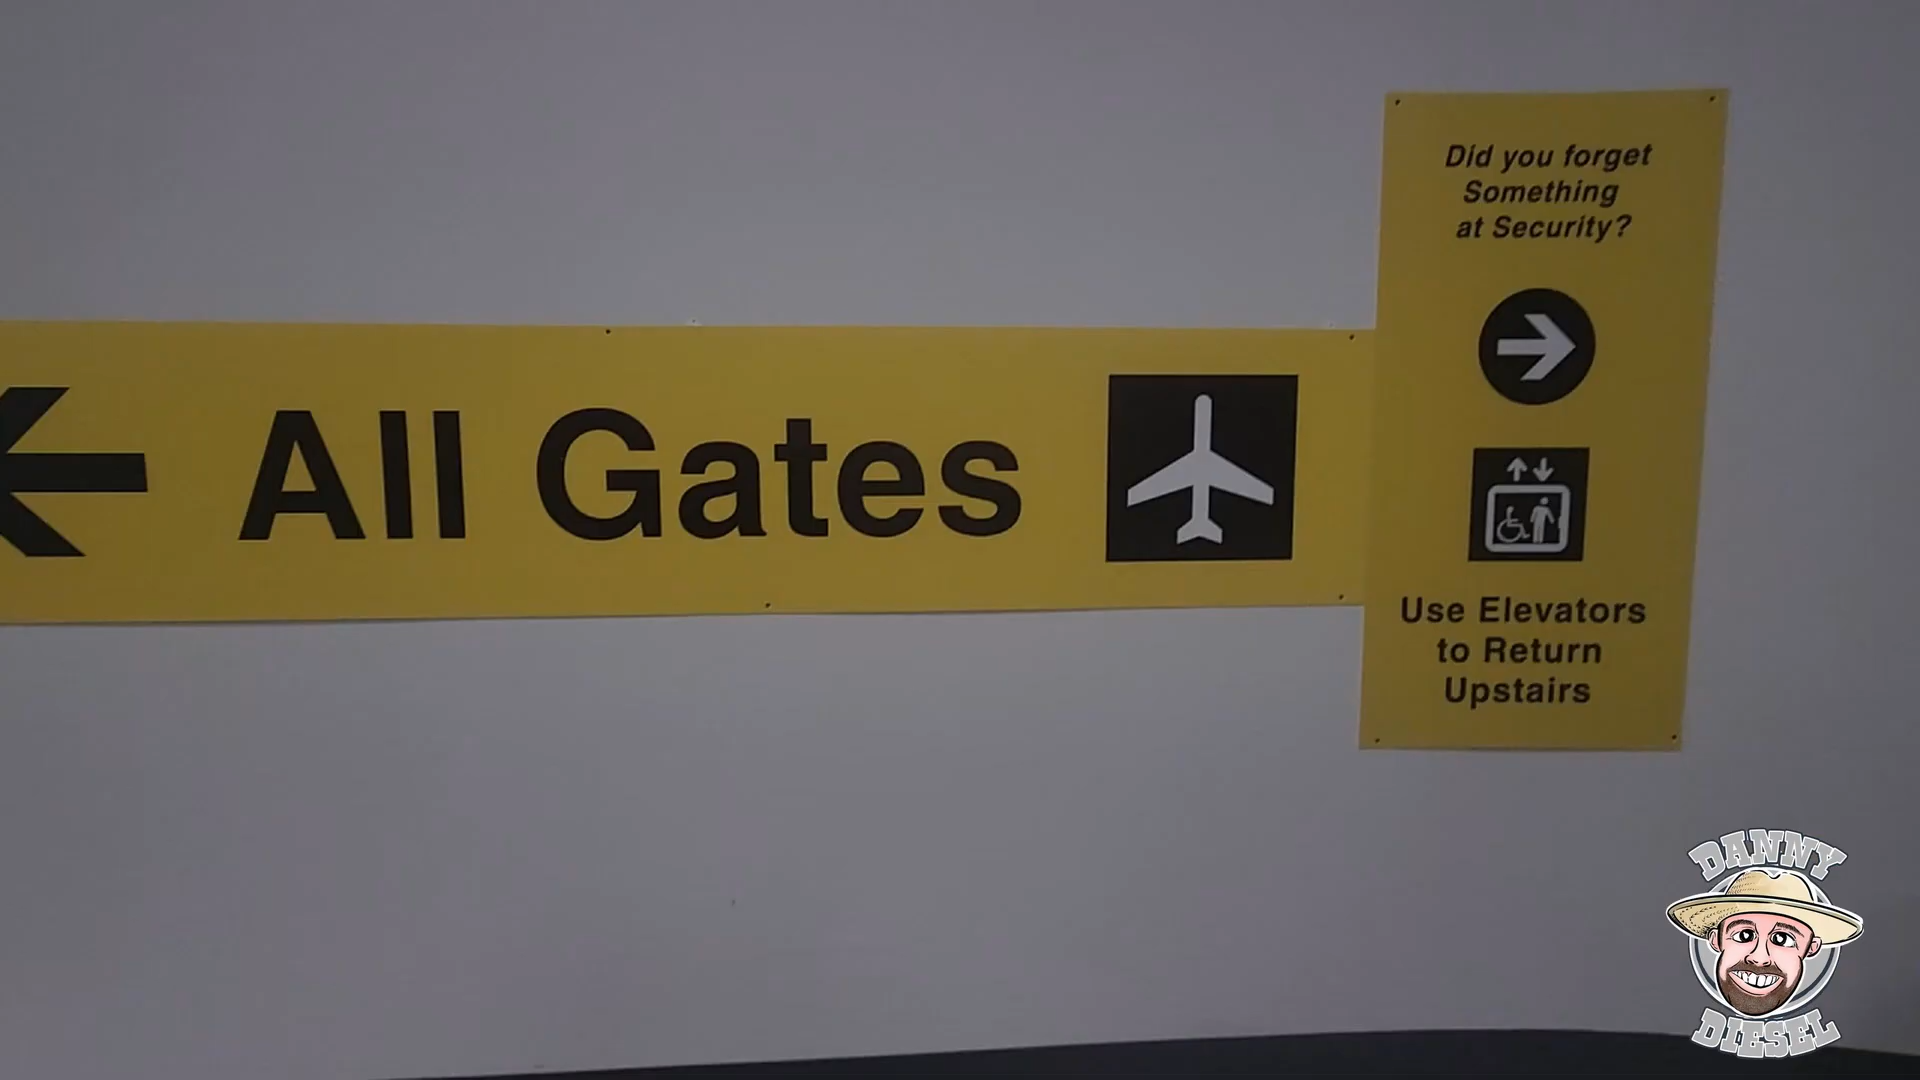 All Gates
Did you forget
Something
at Security?
Use Elevators
to Return
Upstairs
DANNY
DIESEL